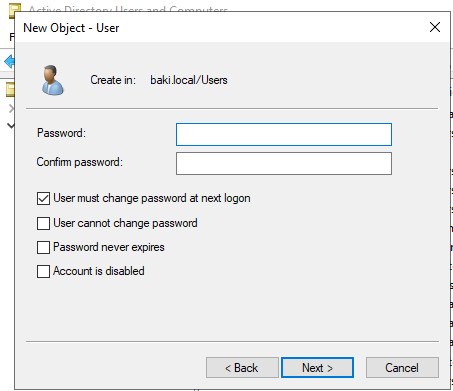 Active Directory Users and Computers
New Object - User
Create in: baki.local/Users
Password:
Confirm password:
User must change password at next logon
User cannot change password
Password never expires
Account is disabled
< Back Next > Cancel